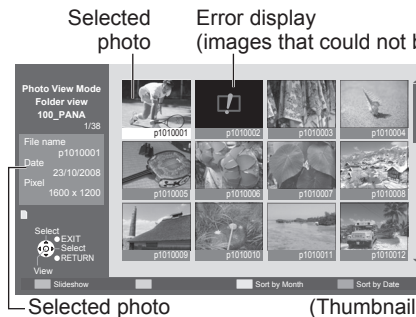 Selected
photo
Error display
(images that could not b
Photo View Mode
Folder view
100_PANA
1/38
File name
p1010001
Date
23/10/2008
Pixel
1600 x 1200
Select
EXIT
Select
RETURN
View
p1010001
p1010002
p1010003
p1010004
p1010005
p1010006
p1010007
p1010008
p1010009
p1010010
p1010011
p1010012
Slideshow
Sort by Month
Sort by Date
Selected photo
(Thumbnail